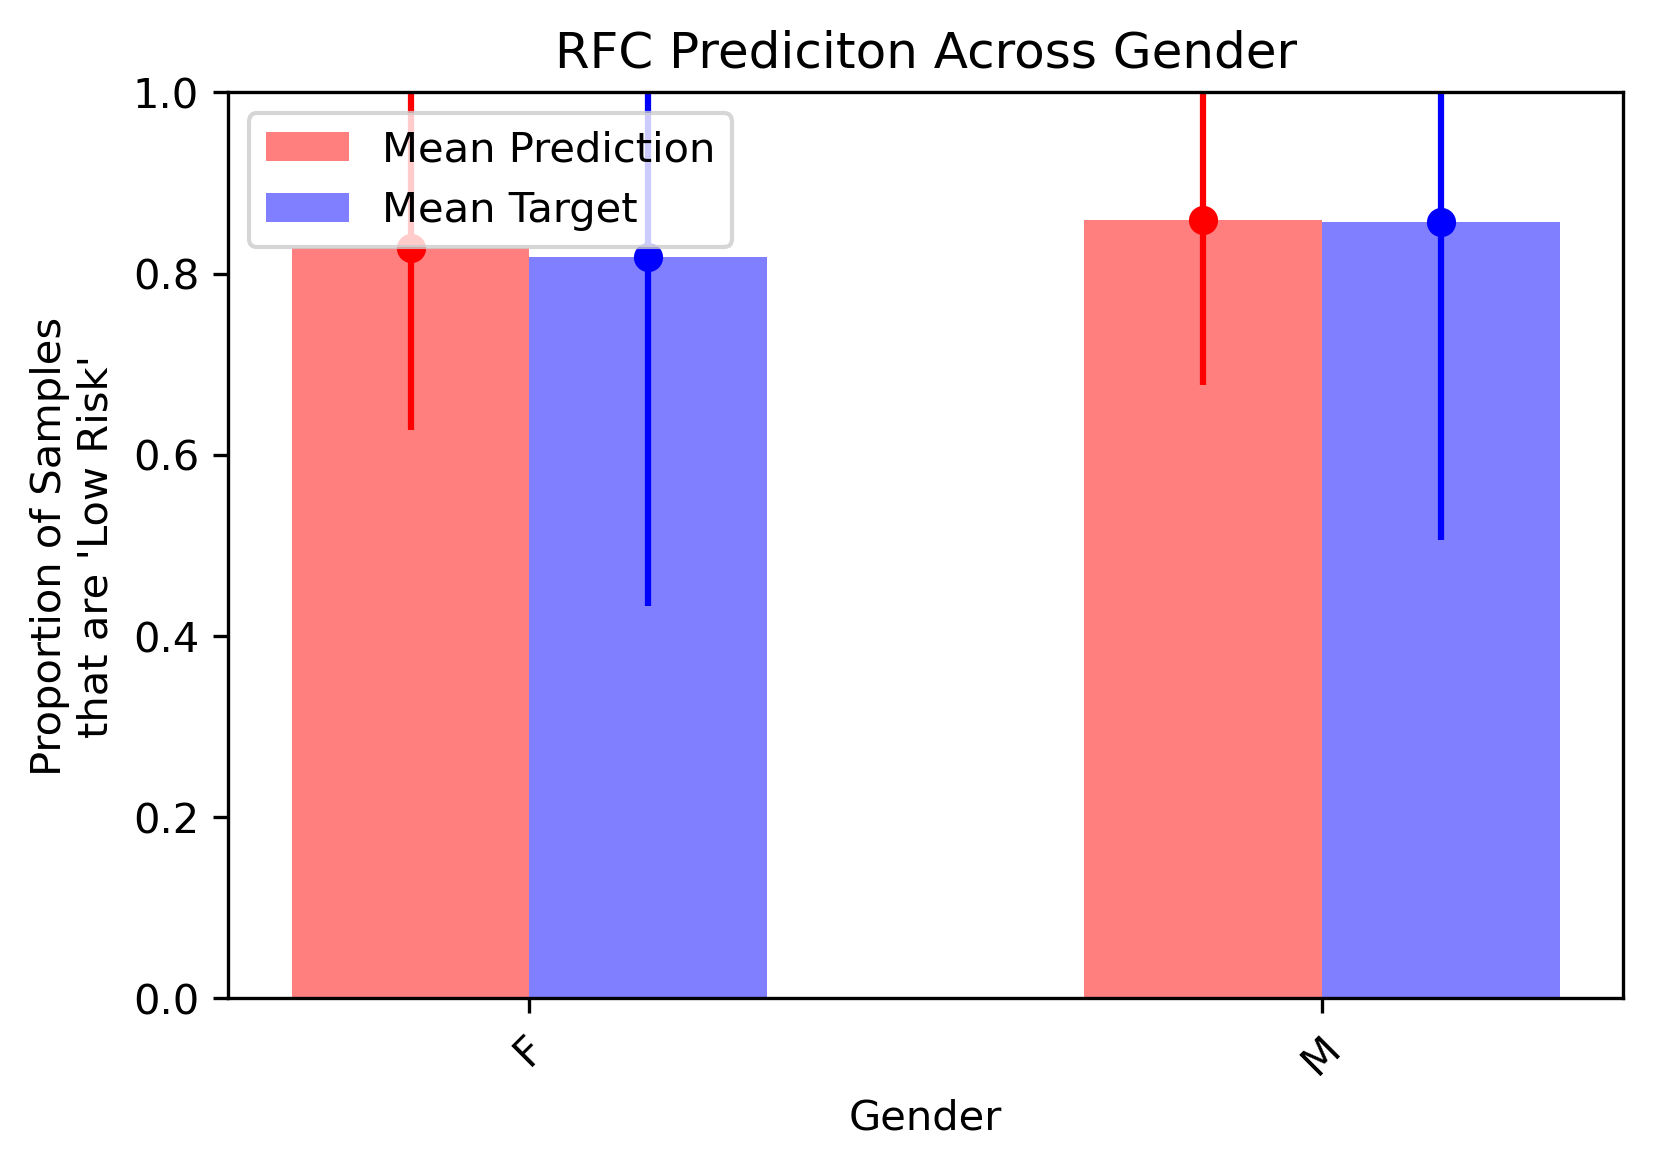 RFC Prediciton Across Gender
Mean Prediction
Mean Target
Proportion of Samples
that are 'Low Risk'
1.0
0.8
0.6
0.4
0.2
0.0
F
M
Gender